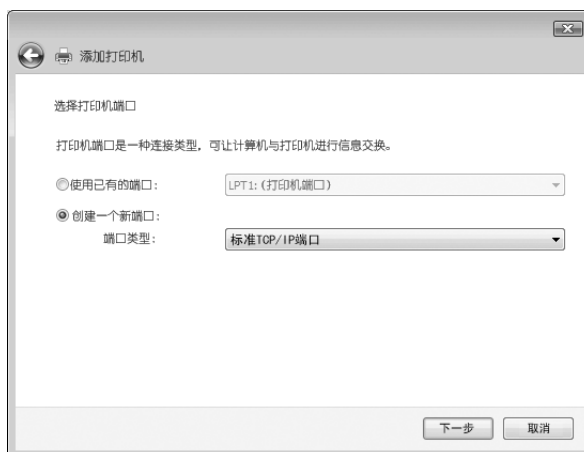 添加打印机
选择打印机端口
打印机端口是一种连接类型，可让计算机与打印机进行信息交换。
使用已有的端口： LPT1:(打印机端口)
创建一个新端口：
端口类型： 标准TCP/IP端口
下一步 取消